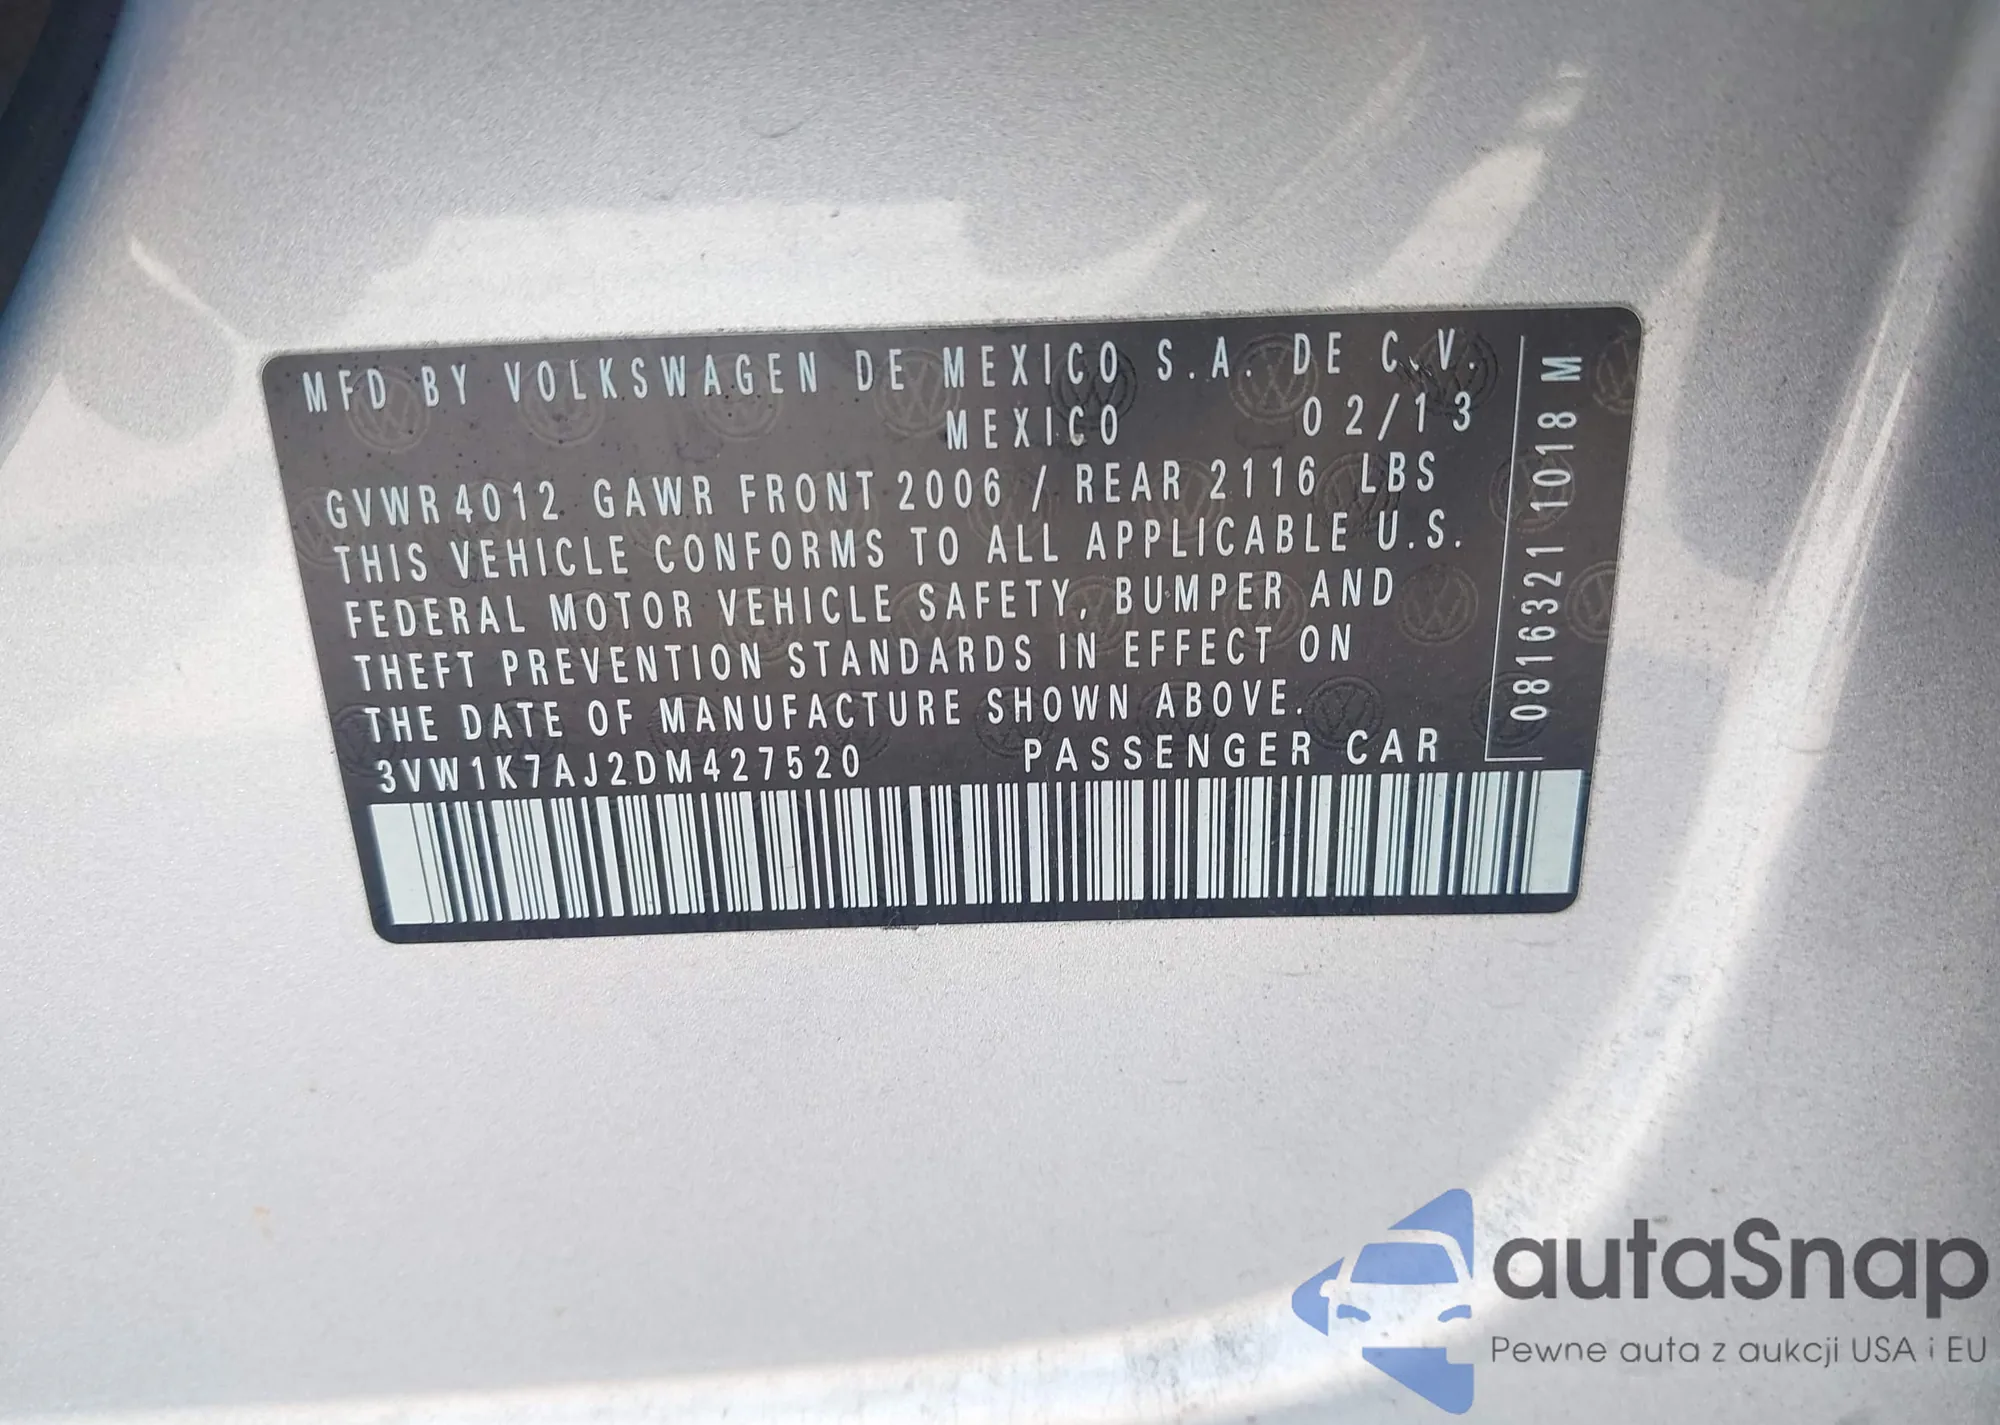 MFD BY VOLKSWAGEN DE MEXICO S.A. DE C.V.
MEXICO 02/13
GVWR 4012 GAWR FRONT 2006 / REAR 2116 LBS
THIS VEHICLE CONFORMS TO ALL APPLICABLE U.S.
FEDERAL MOTOR VEHICLE SAFETY, BUMPER AND
THEFT PREVENTION STANDARDS IN EFFECT ON
THE DATE OF MANUFACTURE SHOWN ABOVE.
3VW1K7AJ2DM427520 PASSENGER CAR
0816321 1018 M
autaSnap
Pewne auta z aukcji USA i EU